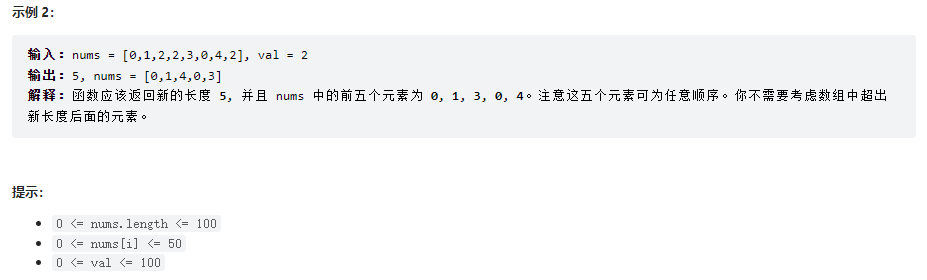 示例 2：
输入：nums = [0,1,2,2,3,0,4,2], val = 2
输出：5, nums = [0,1,4,0,3]
解释：函数应该返回新的长度 5, 并且 nums 中的前五个元素为 0, 1, 3, 0, 4。注意这五个元素可为任意顺序。你不需要考虑数组中超出
新长度后面的元素。
提示：
0 <= nums.length <= 100
0 <= nums[i] <= 50
0 <= val <= 100